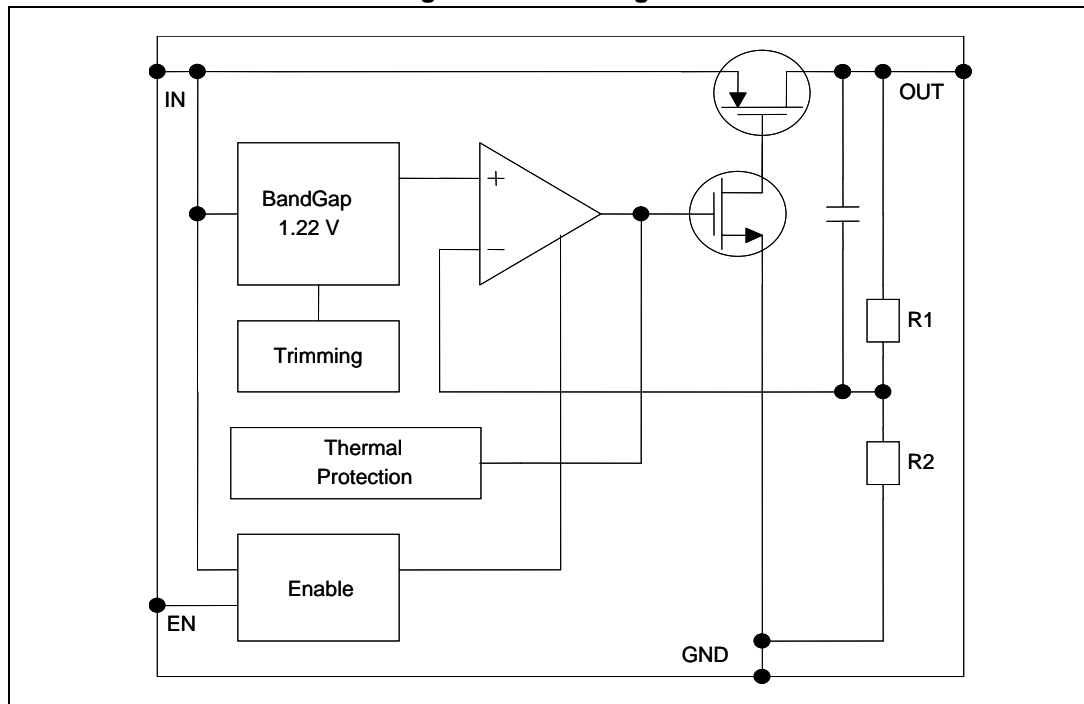 IN
OUT
BandGap
1.22 V
+
−
R1
Trimming
Thermal
Protection
R2
Enable
EN
GND